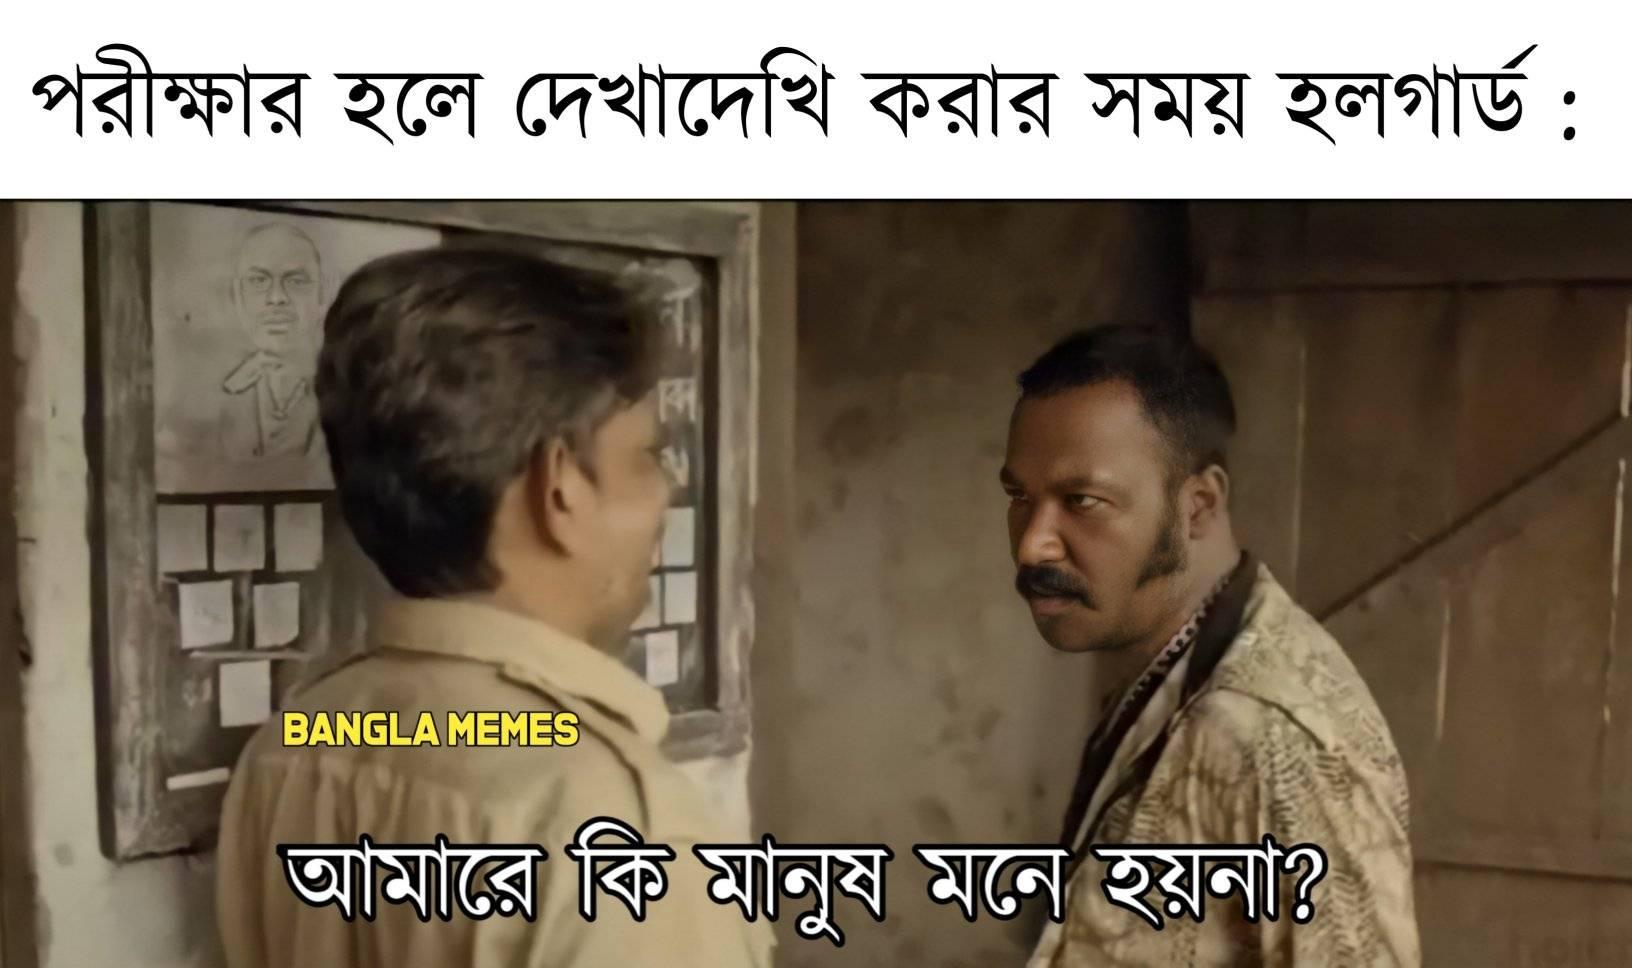 পরীক্ষার হলে দেখাদেখি করার সময় হলগার্ড :
BANGLA MEMES
আমারে কি মানুষ মনে হয়না?